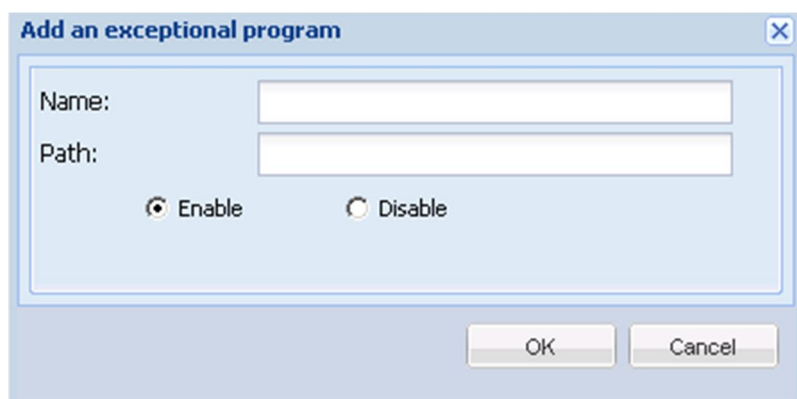 Add an exceptional program
Name:
Path:
Enable Disable
OK Cancel